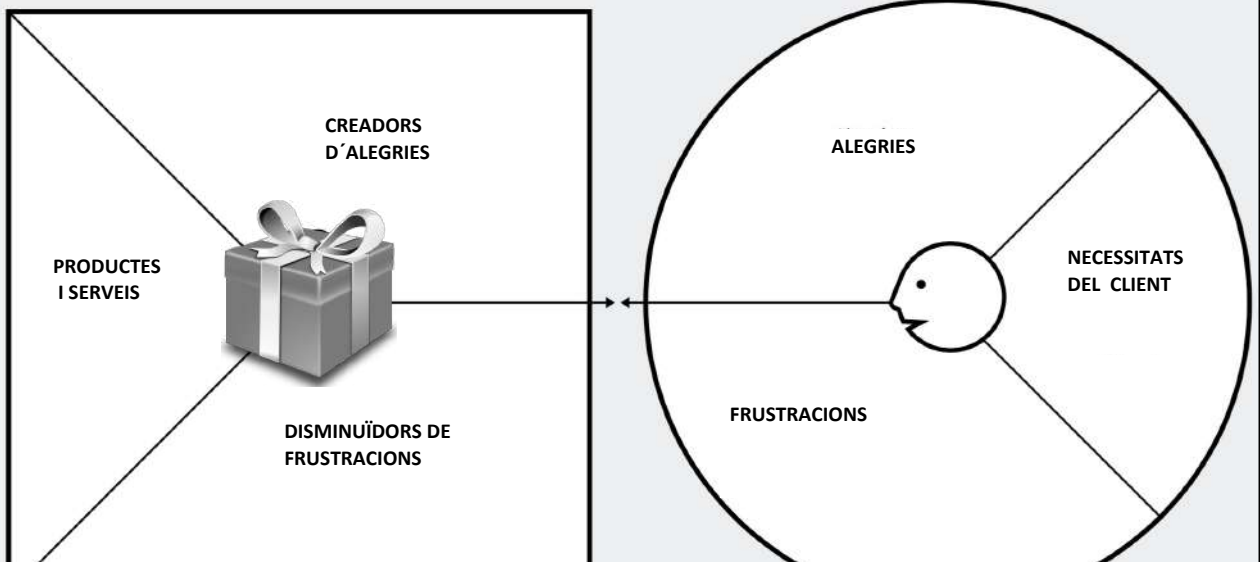 CREADORS
D´ALEGRIES
PRODUCTES
I SERVEIS
DISMINUÏDORS DE
FRUSTRACIONS
ALEGRIES
NECESSITATS
DEL CLIENT
FRUSTRACIONS